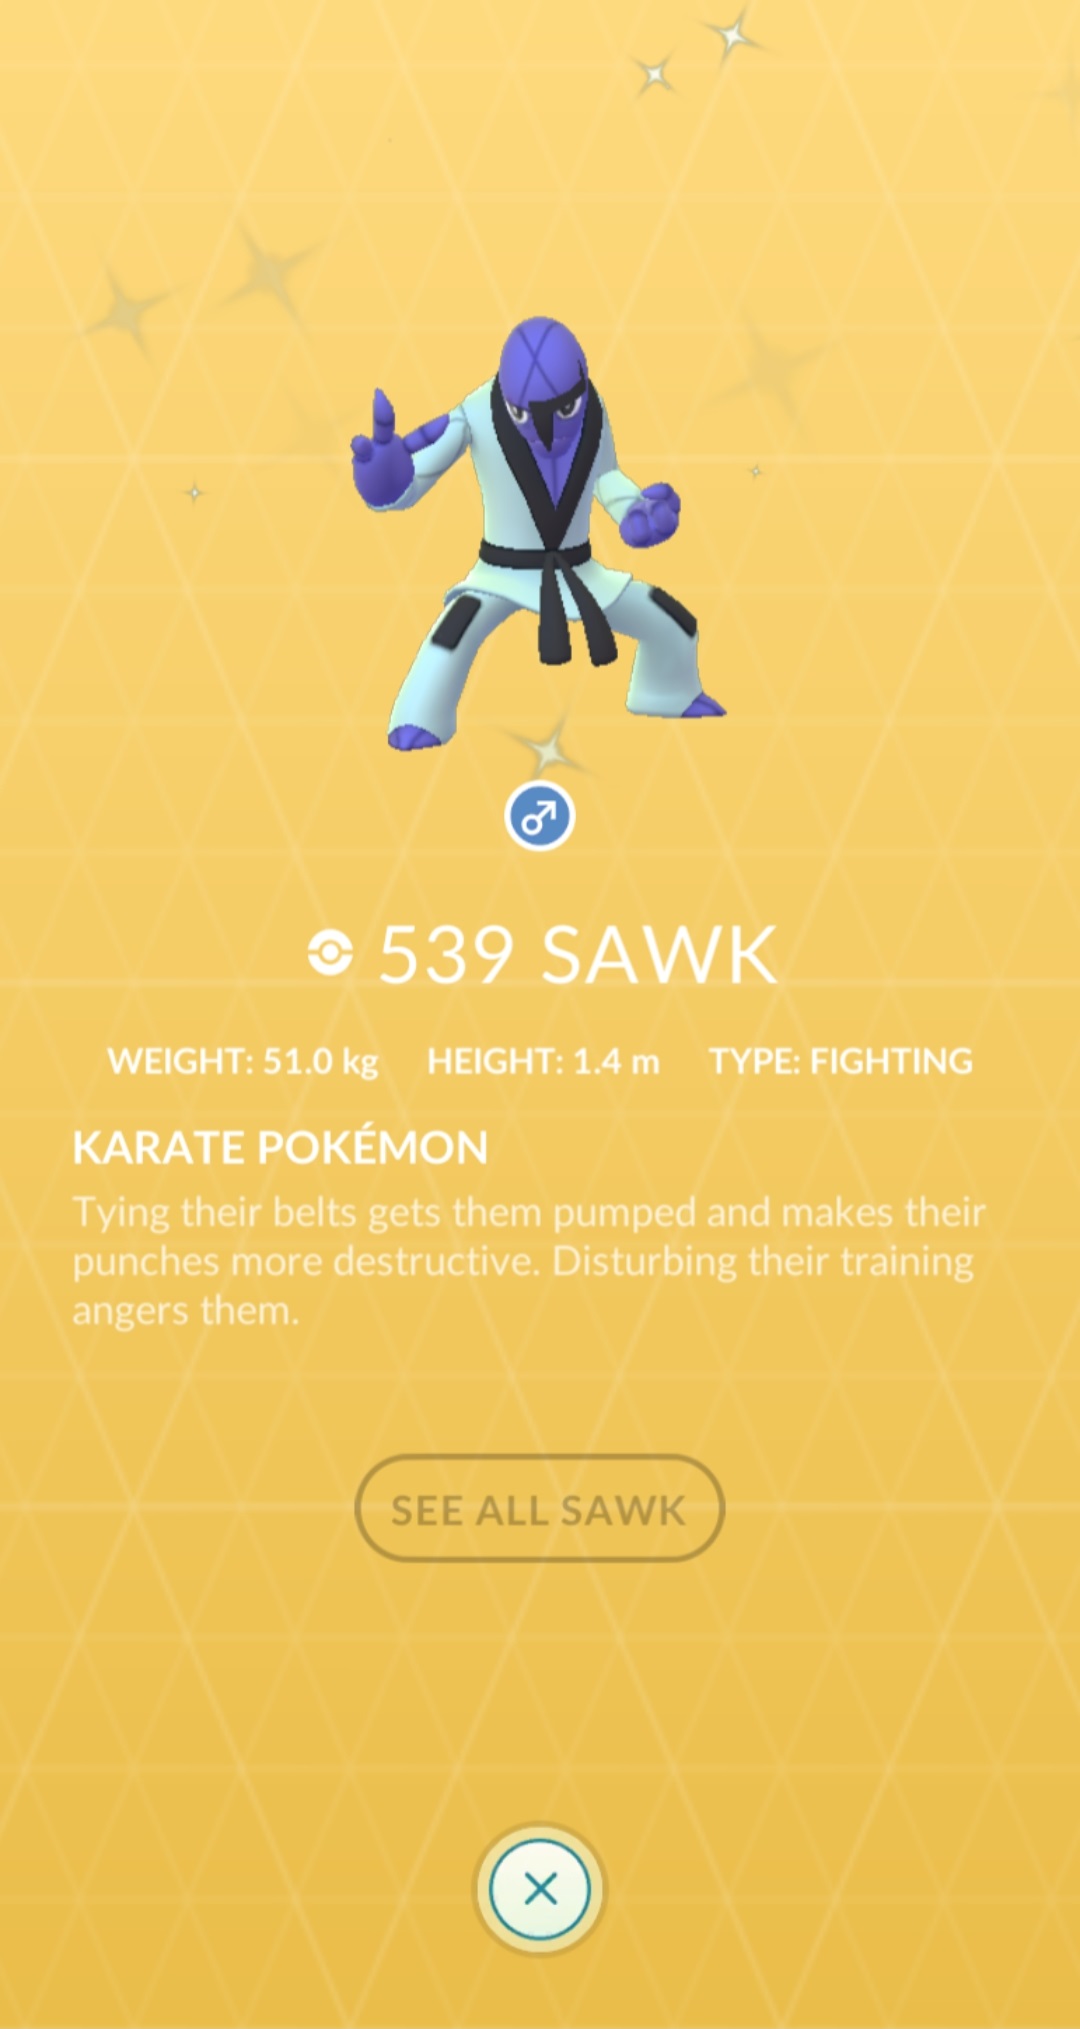 539 SAWK
WEIGHT: 51.0 kg HEIGHT: 1.4 m TYPE: FIGHTING
KARATE POKÉMON
Tying their belts gets them pumped and makes their
punches more destructive. Disturbing their training
angers them.
SEE ALL SAWK